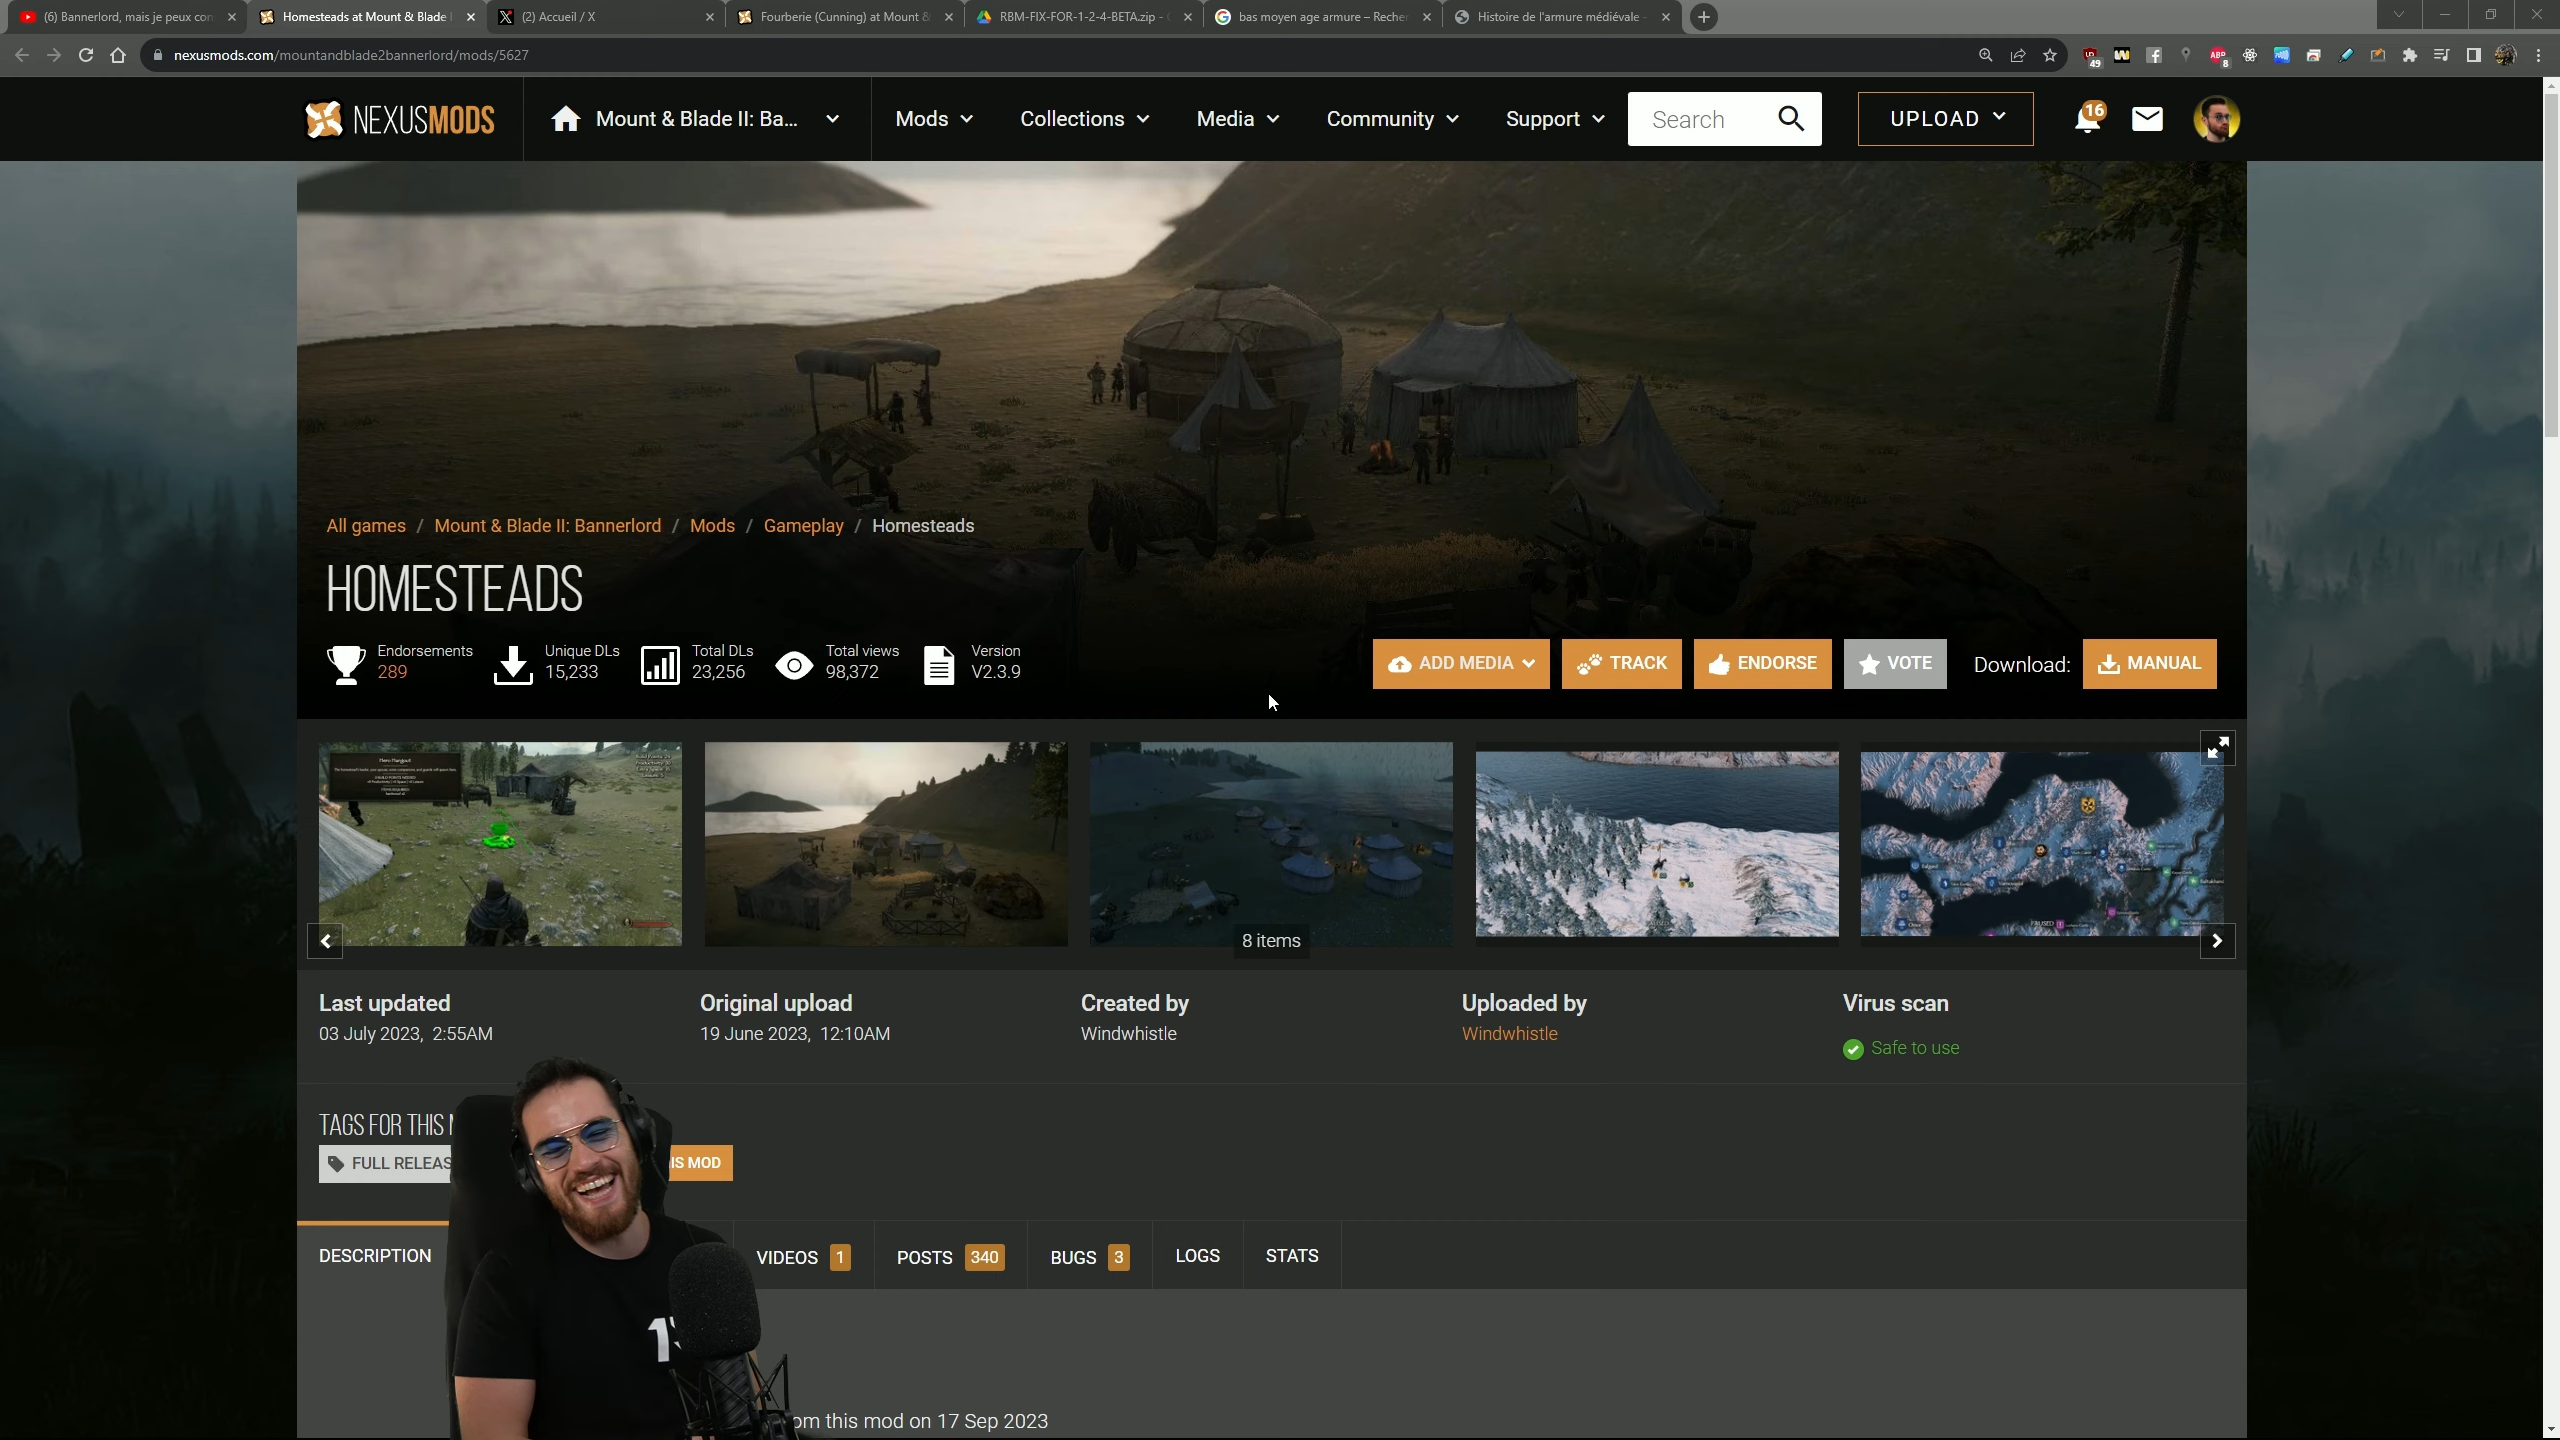 (6) Bannerlord, mais je peux con
Homesteads at Mount & Blade
(2) Accueil / X
Fourberie (Cunning) at Mount &
RBM-FIX-FOR-1-2-4-BETA.zip -
bas moyen age armure – Recher
Histoire de l'armure médiévale -
nexusmods.com/mountandblade2bannerlord/mods/5627
49
ABP
8
NEXUSMODS
Mount & Blade II: Ba...
Mods
Collections
Media
Community
Support
Search
UPLOAD
16
All games / Mount & Blade II: Bannerlord / Mods / Gameplay / Homesteads
HOMESTEADS
Endorsements
289
Unique DLs
15,233
Total DLs
23,256
Total views
98,372
Version
V2.3.9
ADD MEDIA
TRACK
ENDORSE
VOTE
Download:
MANUAL
8 items
Last updated
03 July 2023, 2:55AM
Original upload
19 June 2023, 12:10AM
Created by
Windwhistle
Uploaded by
Windwhistle
Virus scan
Safe to use
TAGS FOR THIS M
FULL RELEAS
IS MOD
DESCRIPTION
VIDEOS 1
POSTS 340
BUGS 3
LOGS
STATS
om this mod on 17 Sep 2023